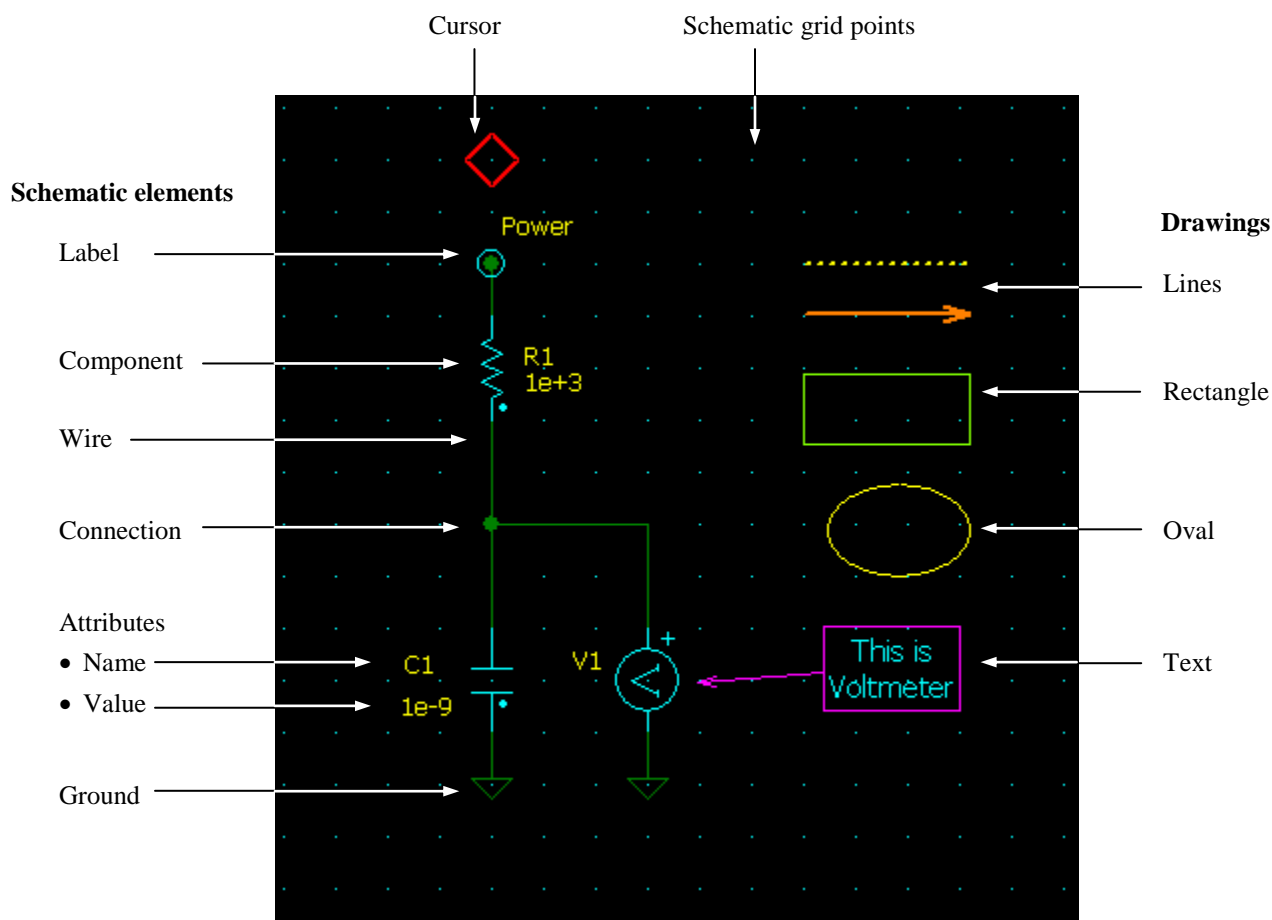 Cursor
Schematic grid points
Schematic elements
Drawings
Label
Component
Wire
Connection
Attributes
• Name
• Value
Ground
Power
R1
1e+3
C1
1e-9
V1
+
This is
Voltmeter
Lines
Rectangle
Oval
Text